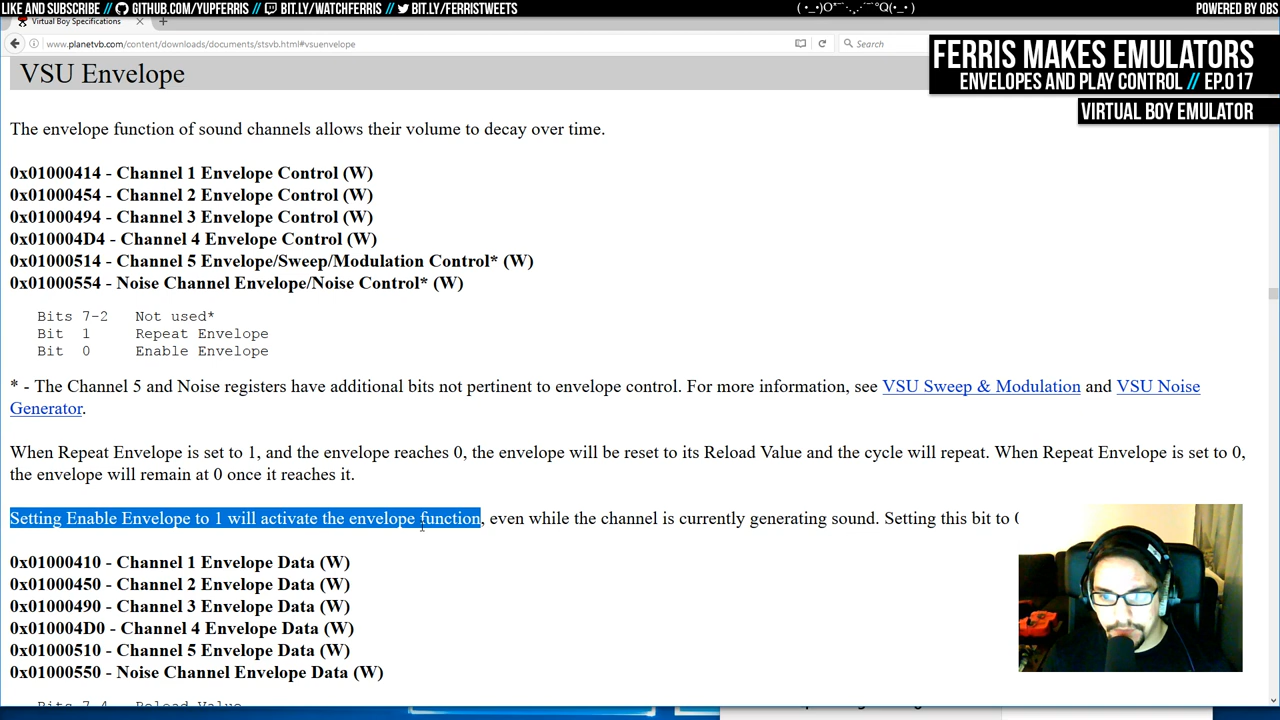 LIKE AND SUBSCRIBE // GITHUB.COM/YUPFERRIS // BIT.LY/WATCHFERRIS // BIT.LY/FERRISTWEETS
POWERED BY OBS
Virtual Boy Specifications
www.planetvb.com/content/downloads/documents/stsvb.html#vsuenvelope
Search
FERRIS MAKES EMULATORS
ENVELOPES AND PLAY CONTROL // EP.017
VIRTUAL BOY EMULATOR
VSU Envelope
The envelope function of sound channels allows their volume to decay over time.
0x01000414 - Channel 1 Envelope Control (W)
0x01000454 - Channel 2 Envelope Control (W)
0x01000494 - Channel 3 Envelope Control (W)
0x010004D4 - Channel 4 Envelope Control (W)
0x01000514 - Channel 5 Envelope/Sweep/Modulation Control* (W)
0x01000554 - Noise Channel Envelope/Noise Control* (W)
Bits 7-2 Not used*
Bit 1 Repeat Envelope
Bit 0 Enable Envelope
* - The Channel 5 and Noise registers have additional bits not pertinent to envelope control. For more information, see VSU Sweep & Modulation and VSU Noise
Generator.
When Repeat Envelope is set to 1, and the envelope reaches 0, the envelope will be reset to its Reload Value and the cycle will repeat. When Repeat Envelope is set to 0,
the envelope will remain at 0 once it reaches it.
Setting Enable Envelope to 1 will activate the envelope function, even while the channel is currently generating sound. Setting this bit to
0x01000410 - Channel 1 Envelope Data (W)
0x01000450 - Channel 2 Envelope Data (W)
0x01000490 - Channel 3 Envelope Data (W)
0x010004D0 - Channel 4 Envelope Data (W)
0x01000510 - Channel 5 Envelope Data (W)
0x01000550 - Noise Channel Envelope Data (W)
Bits 7-4 Reload Value